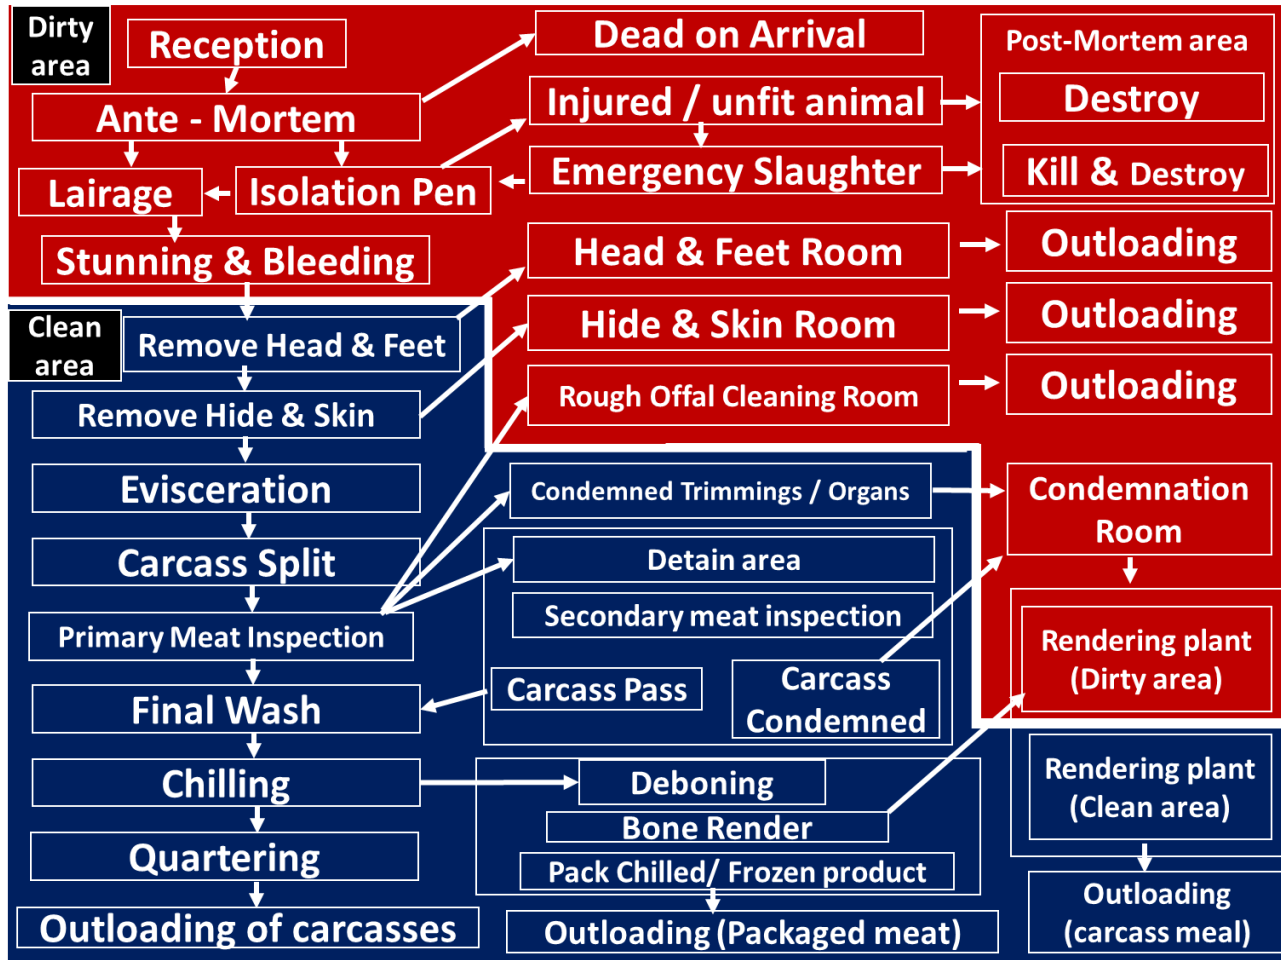 Dirty
area
Reception
Dead on Arrival
Post-Mortem area
Ante - Mortem
Injured / unfit animal
Destroy
Lairage
Isolation Pen
Emergency Slaughter
Kill & Destroy
Stunning & Bleeding
Head & Feet Room
Outloading
Clean
area
Remove Head & Feet
Hide & Skin Room
Outloading
Remove Hide & Skin
Rough Offal Cleaning Room
Outloading
Evisceration
Condemned Trimmings / Organs
Condemnation
Room
Carcass Split
Detain area
Primary Meat Inspection
Secondary meat inspection
Rendering plant
(Dirty area)
Final Wash
Carcass Pass
Carcass
Condemned
Chilling
Deboning
Rendering plant
(Clean area)
Bone Render
Quartering
Pack Chilled/ Frozen product
Outloading of carcasses
Outloading (Packaged meat)
Outloading
(carcass meal)